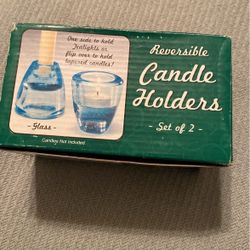 One side to hold
Tealights or
flip over to hold
tapered candles!
- Glass -
Candles Not Included
Reversible
Candle
Holders
- Set of 2 -